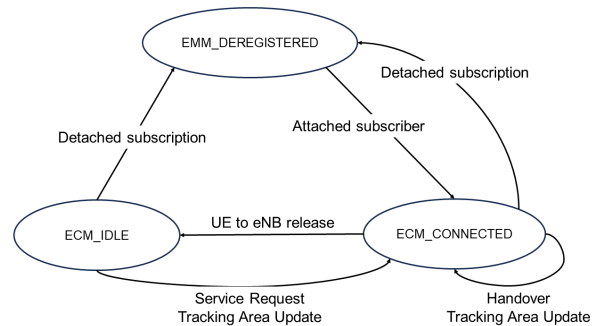 EMM_DEREGISTERED
Detached subscription
Attached subscriber
Detached subscription
UE to eNB release
ECM_IDLE
ECM_CONNECTED
Service Request
Tracking Area Update
Handover
Tracking Area Update